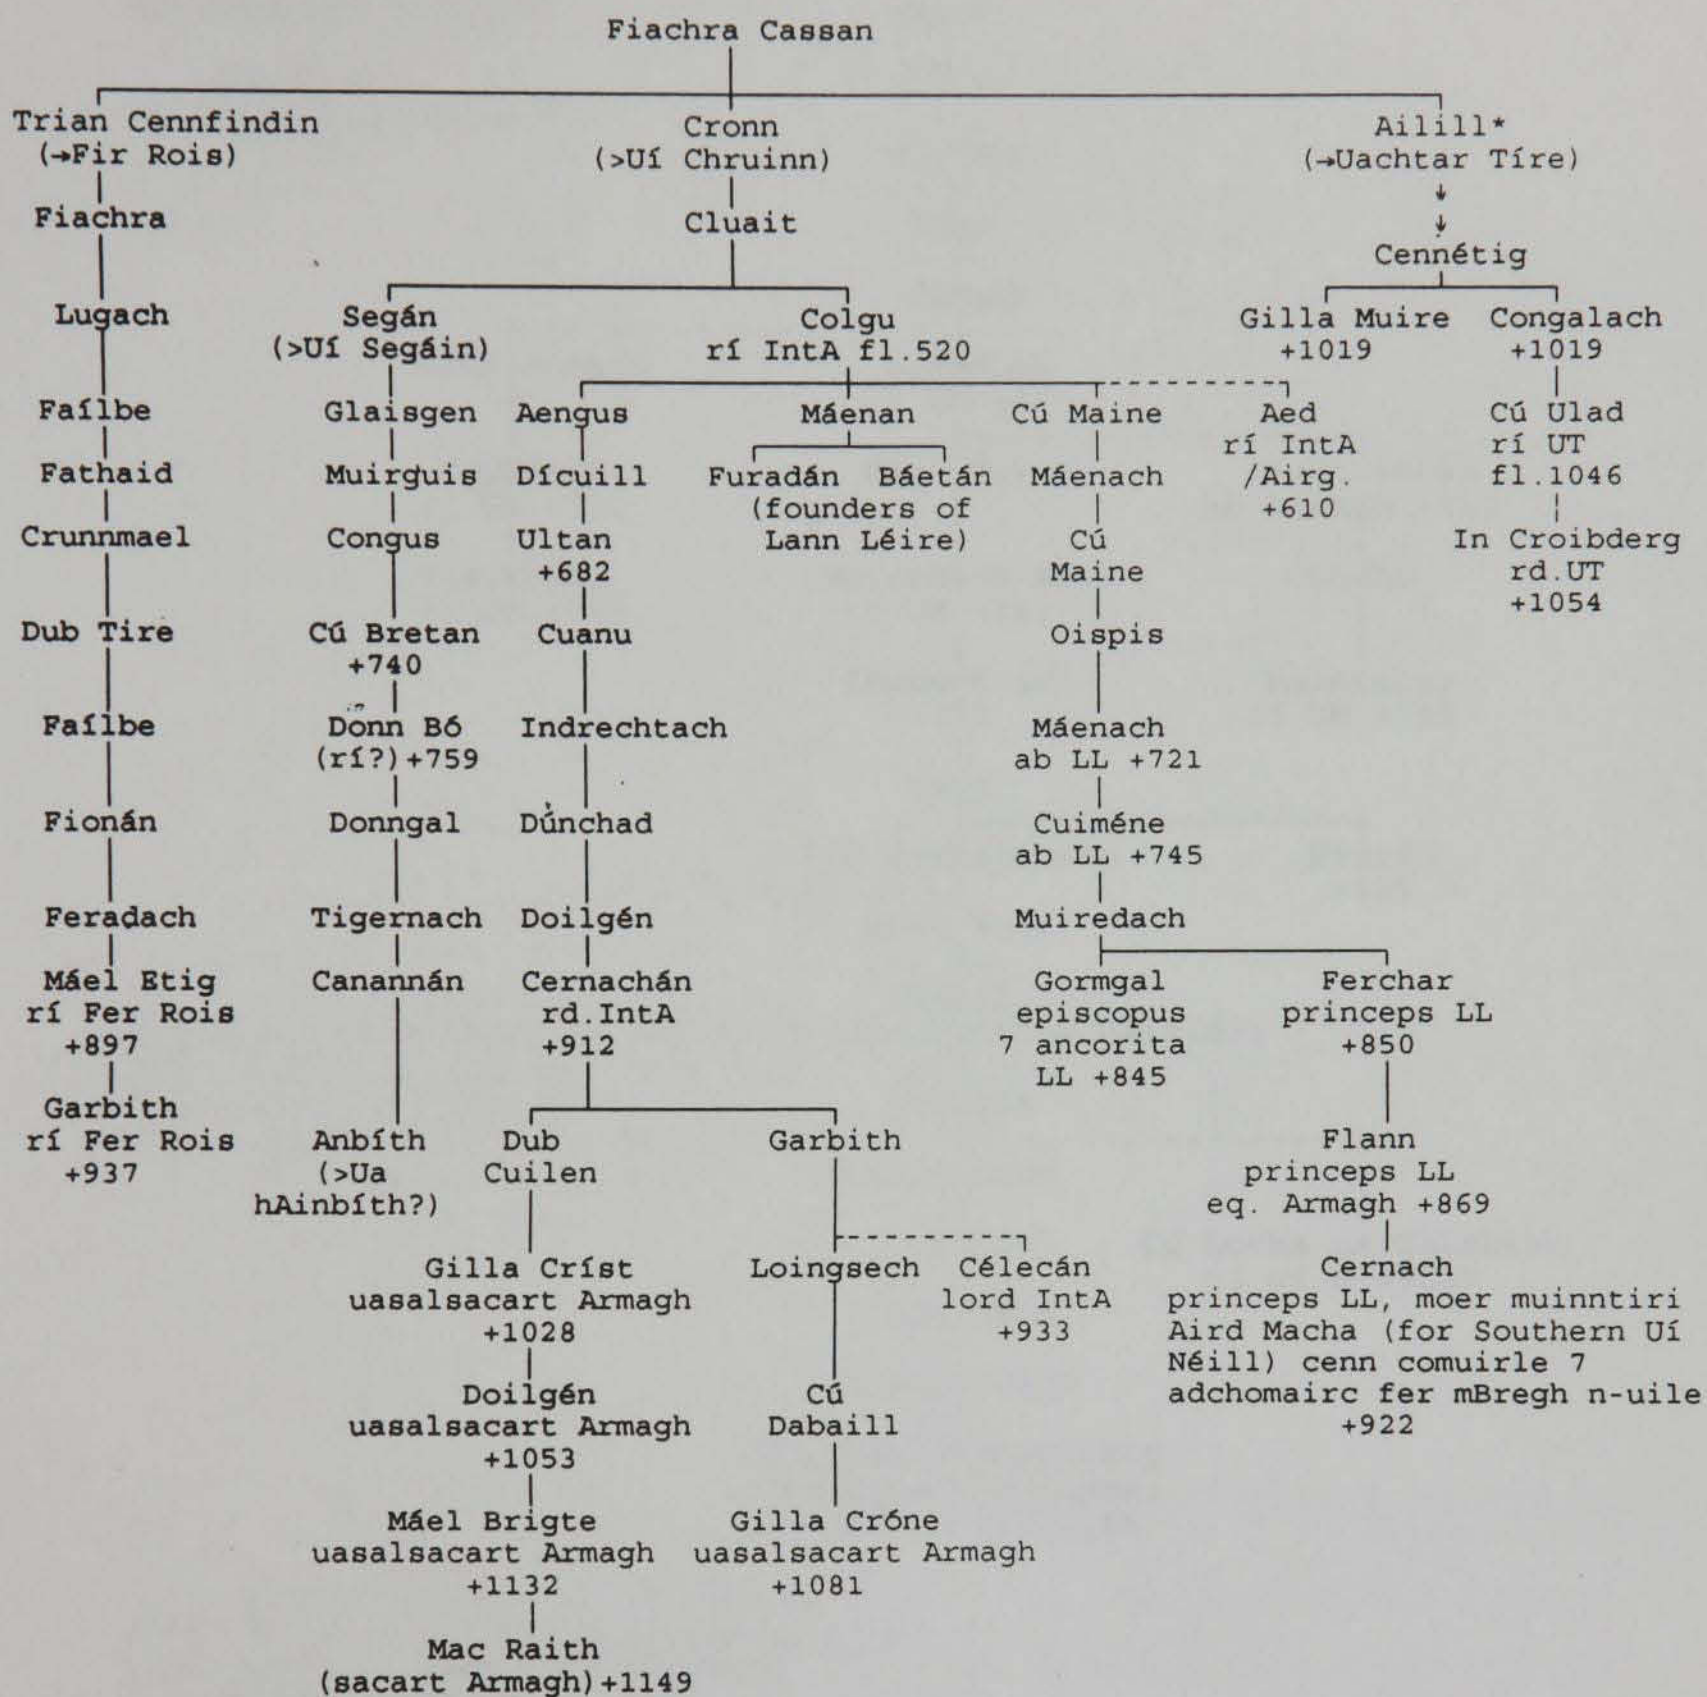 Fiachra Cassan
Trian Cennfindin Cronn Ailill*
(→Fir Rois) (>Uí Chruinn) (→Uachtar Tíre)
Fiachra Cluait
Cennétig
Lugach Segán Colgu Gilla Muire Congalach
(>Uí Segáin) rí IntA fl.520 +1019 +1019
Faílbe Glaisgen Aengus Máenan Cú Maine Aed Cú Ulad
rí IntA rí UT
Fathaid Muirguis Dícuill Furadán Báetán Máenach /Airg. fl.1046
(founders of +610
Crunnmael Congus Ultan Lann Léire) Cú In Croibderg
+682 Maine rd.UT
+1054
Dub Tire Cú Bretan Cuanu Oispis
+740
Faílbe Donn Bó Indrechtach Máenach
(rí?) +759 ab LL +721
Fionán Donngal Dúnchad Cuiméne
ab LL +745
Feradach Tigernach Doilgén Muiredach
Máel Etig Canannán Cernachán Gormgal Ferchar
rí Fer Rois rd.IntA episcopus princeps LL
+897 +912 7 ancorita +850
LL +845
Garbith
rí Fer Rois Anbíth Dub Garbith Flann
+937 (>Ua Cuilen princeps LL
hAinbíth?) eq. Armagh +869
Gilla Críst Loingsech Célecán Cernach
uasalsacart Armagh lord IntA princeps LL, moer muinntiri
+1028 +933 Aird Macha (for Southern Uí
Néill) cenn comuirle 7
Doilgén Cú adchomairc fer mBregh n-uile
uasalsacart Armagh Dabaill +922
+1053
Máel Brigte Gilla Cróne
uasalsacart Armagh uasalsacart Armagh
+1132 +1081
Mac Raith
(sacart Armagh) +1149